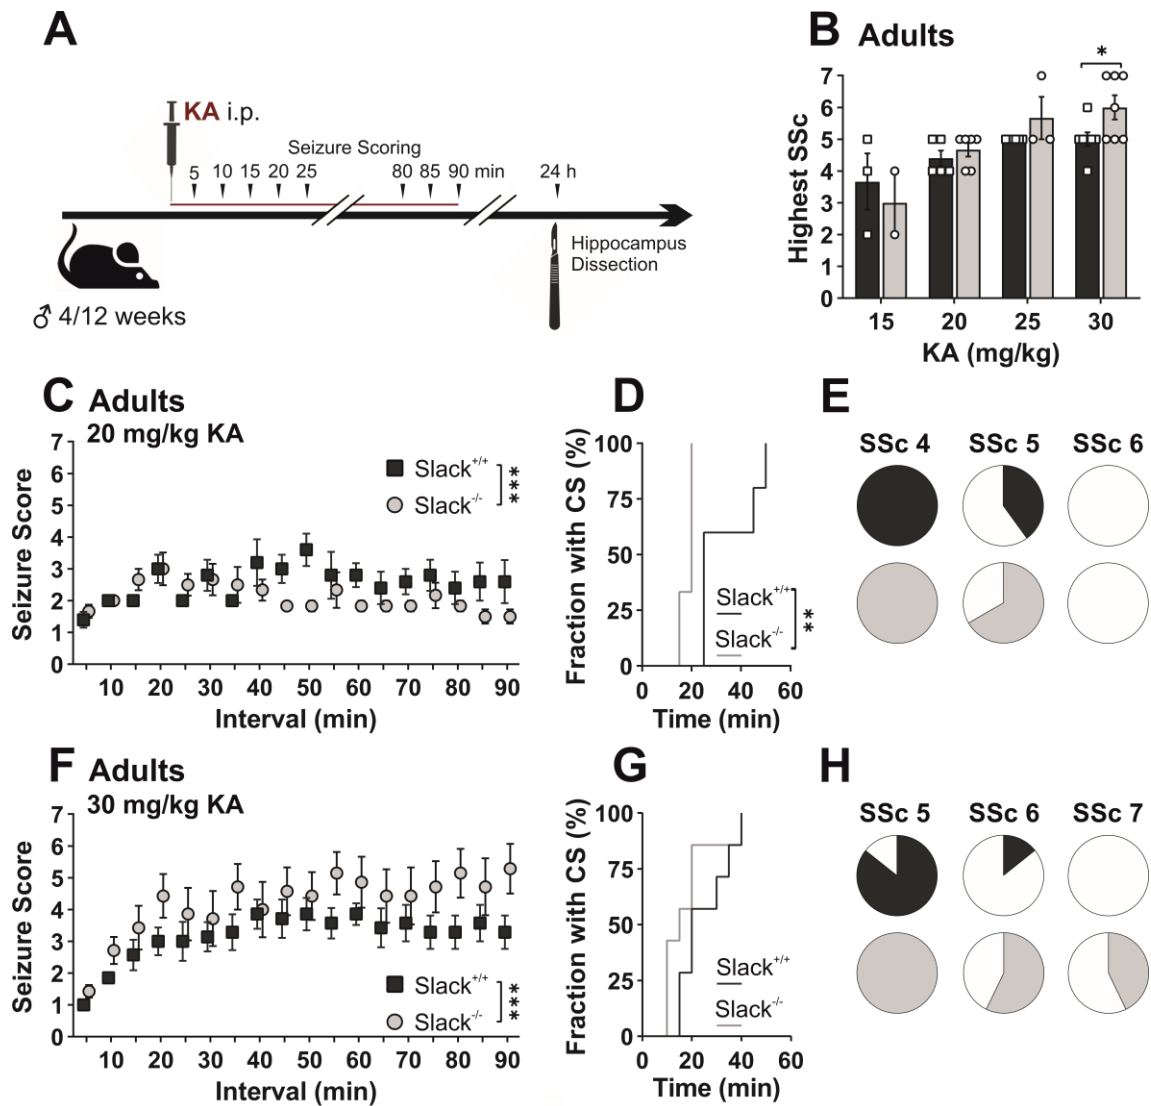 A
KA i.p.
Seizure Scoring
5 10 15 20 25 80 85 90 min 24 h
Hippocampus
Dissection
♂ 4/12 weeks
B Adults
*
Highest SSc
7
6
5
4
3
2
1
0
15 20 25 30
KA (mg/kg)
C Adults
20 mg/kg KA
Seizure Score
7
6
5
4
3
2
1
0
Slack+/+
Slack-/-
***
10 20 30 40 50 60 70 80 90
Interval (min)
D
Fraction with CS (%)
100
75
50
25
0
Slack+/+
Slack-/-
**
0 20 40 60
Time (min)
E
SSc 4 SSc 5 SSc 6
F Adults
30 mg/kg KA
Seizure Score
7
6
5
4
3
2
1
0
Slack+/+
Slack-/-
***
10 20 30 40 50 60 70 80 90
Interval (min)
G
Fraction with CS (%)
100
75
50
25
0
Slack+/+
Slack-/-
0 20 40 60
Time (min)
H
SSc 5 SSc 6 SSc 7